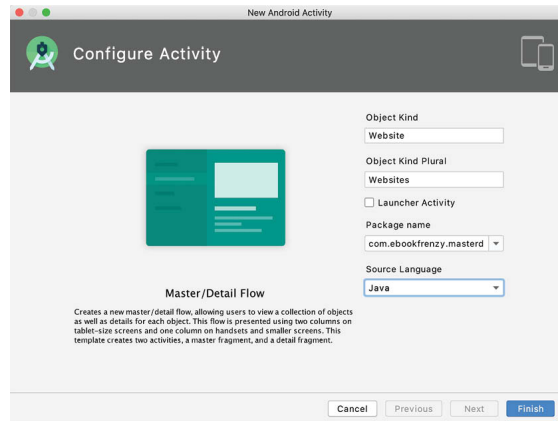 New Android Activity
Configure Activity
Object Kind
Website
Object Kind Plural
Websites
Launcher Activity
Package name
com.ebookfrenzy.masterd
Source Language
Java
Master/Detail Flow
Creates a new master/detail flow, allowing users to view a collection of objects
as well as details for each object. This flow is presented using two columns on
tablet-size screens and one column on handsets and smaller screens. This
template creates two activities, a master fragment, and a detail fragment.
Cancel
Previous
Next
Finish